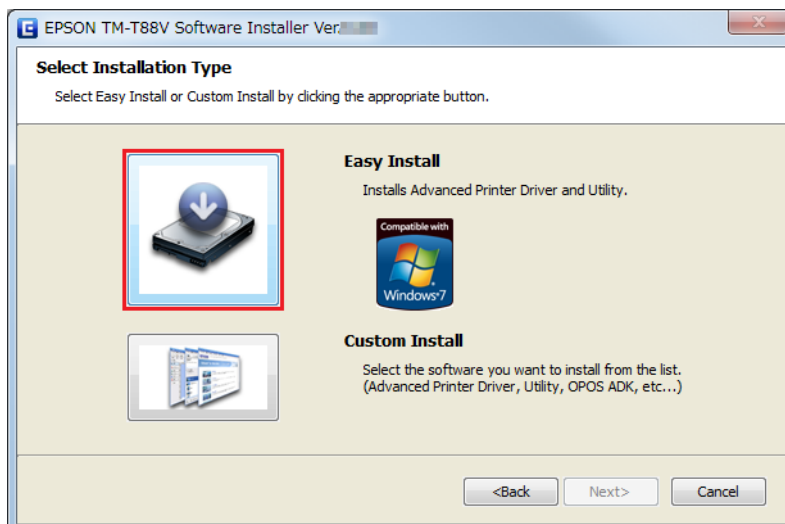 EPSON TM-T88V Software Installer Ver.
Select Installation Type
Select Easy Install or Custom Install by clicking the appropriate button.
Easy Install
Installs Advanced Printer Driver and Utility.
Compatible with
Windows 7
Custom Install
Select the software you want to install from the list.
(Advanced Printer Driver, Utility, OPOS ADK, etc...)
<Back
Next>
Cancel